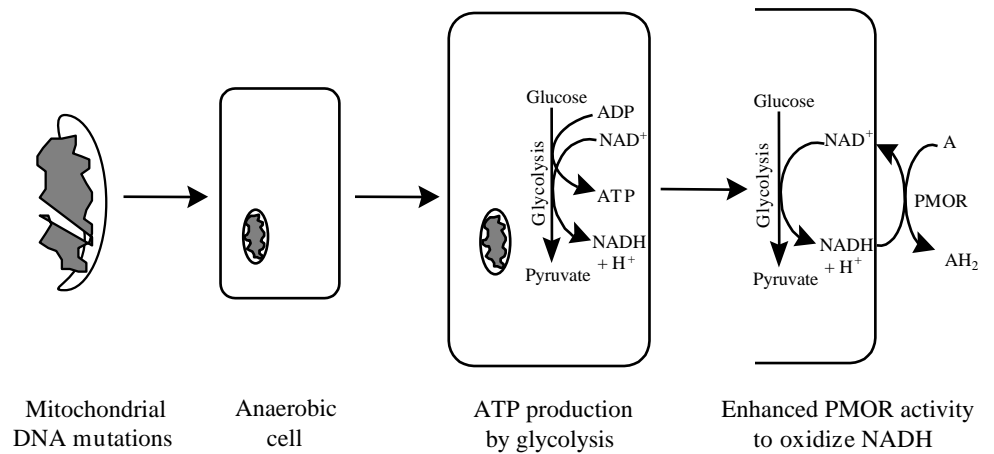 Glucose
ADP
NAD+
Glycolysis
ATP
NADH
+ H+
Pyruvate
Glucose
NAD+
A
Glycolysis
PMOR
NADH
+ H+
AH2
Pyruvate
Mitochondrial
DNA mutations
Anaerobic
cell
ATP production
by glycolysis
Enhanced PMOR activity
to oxidize NADH